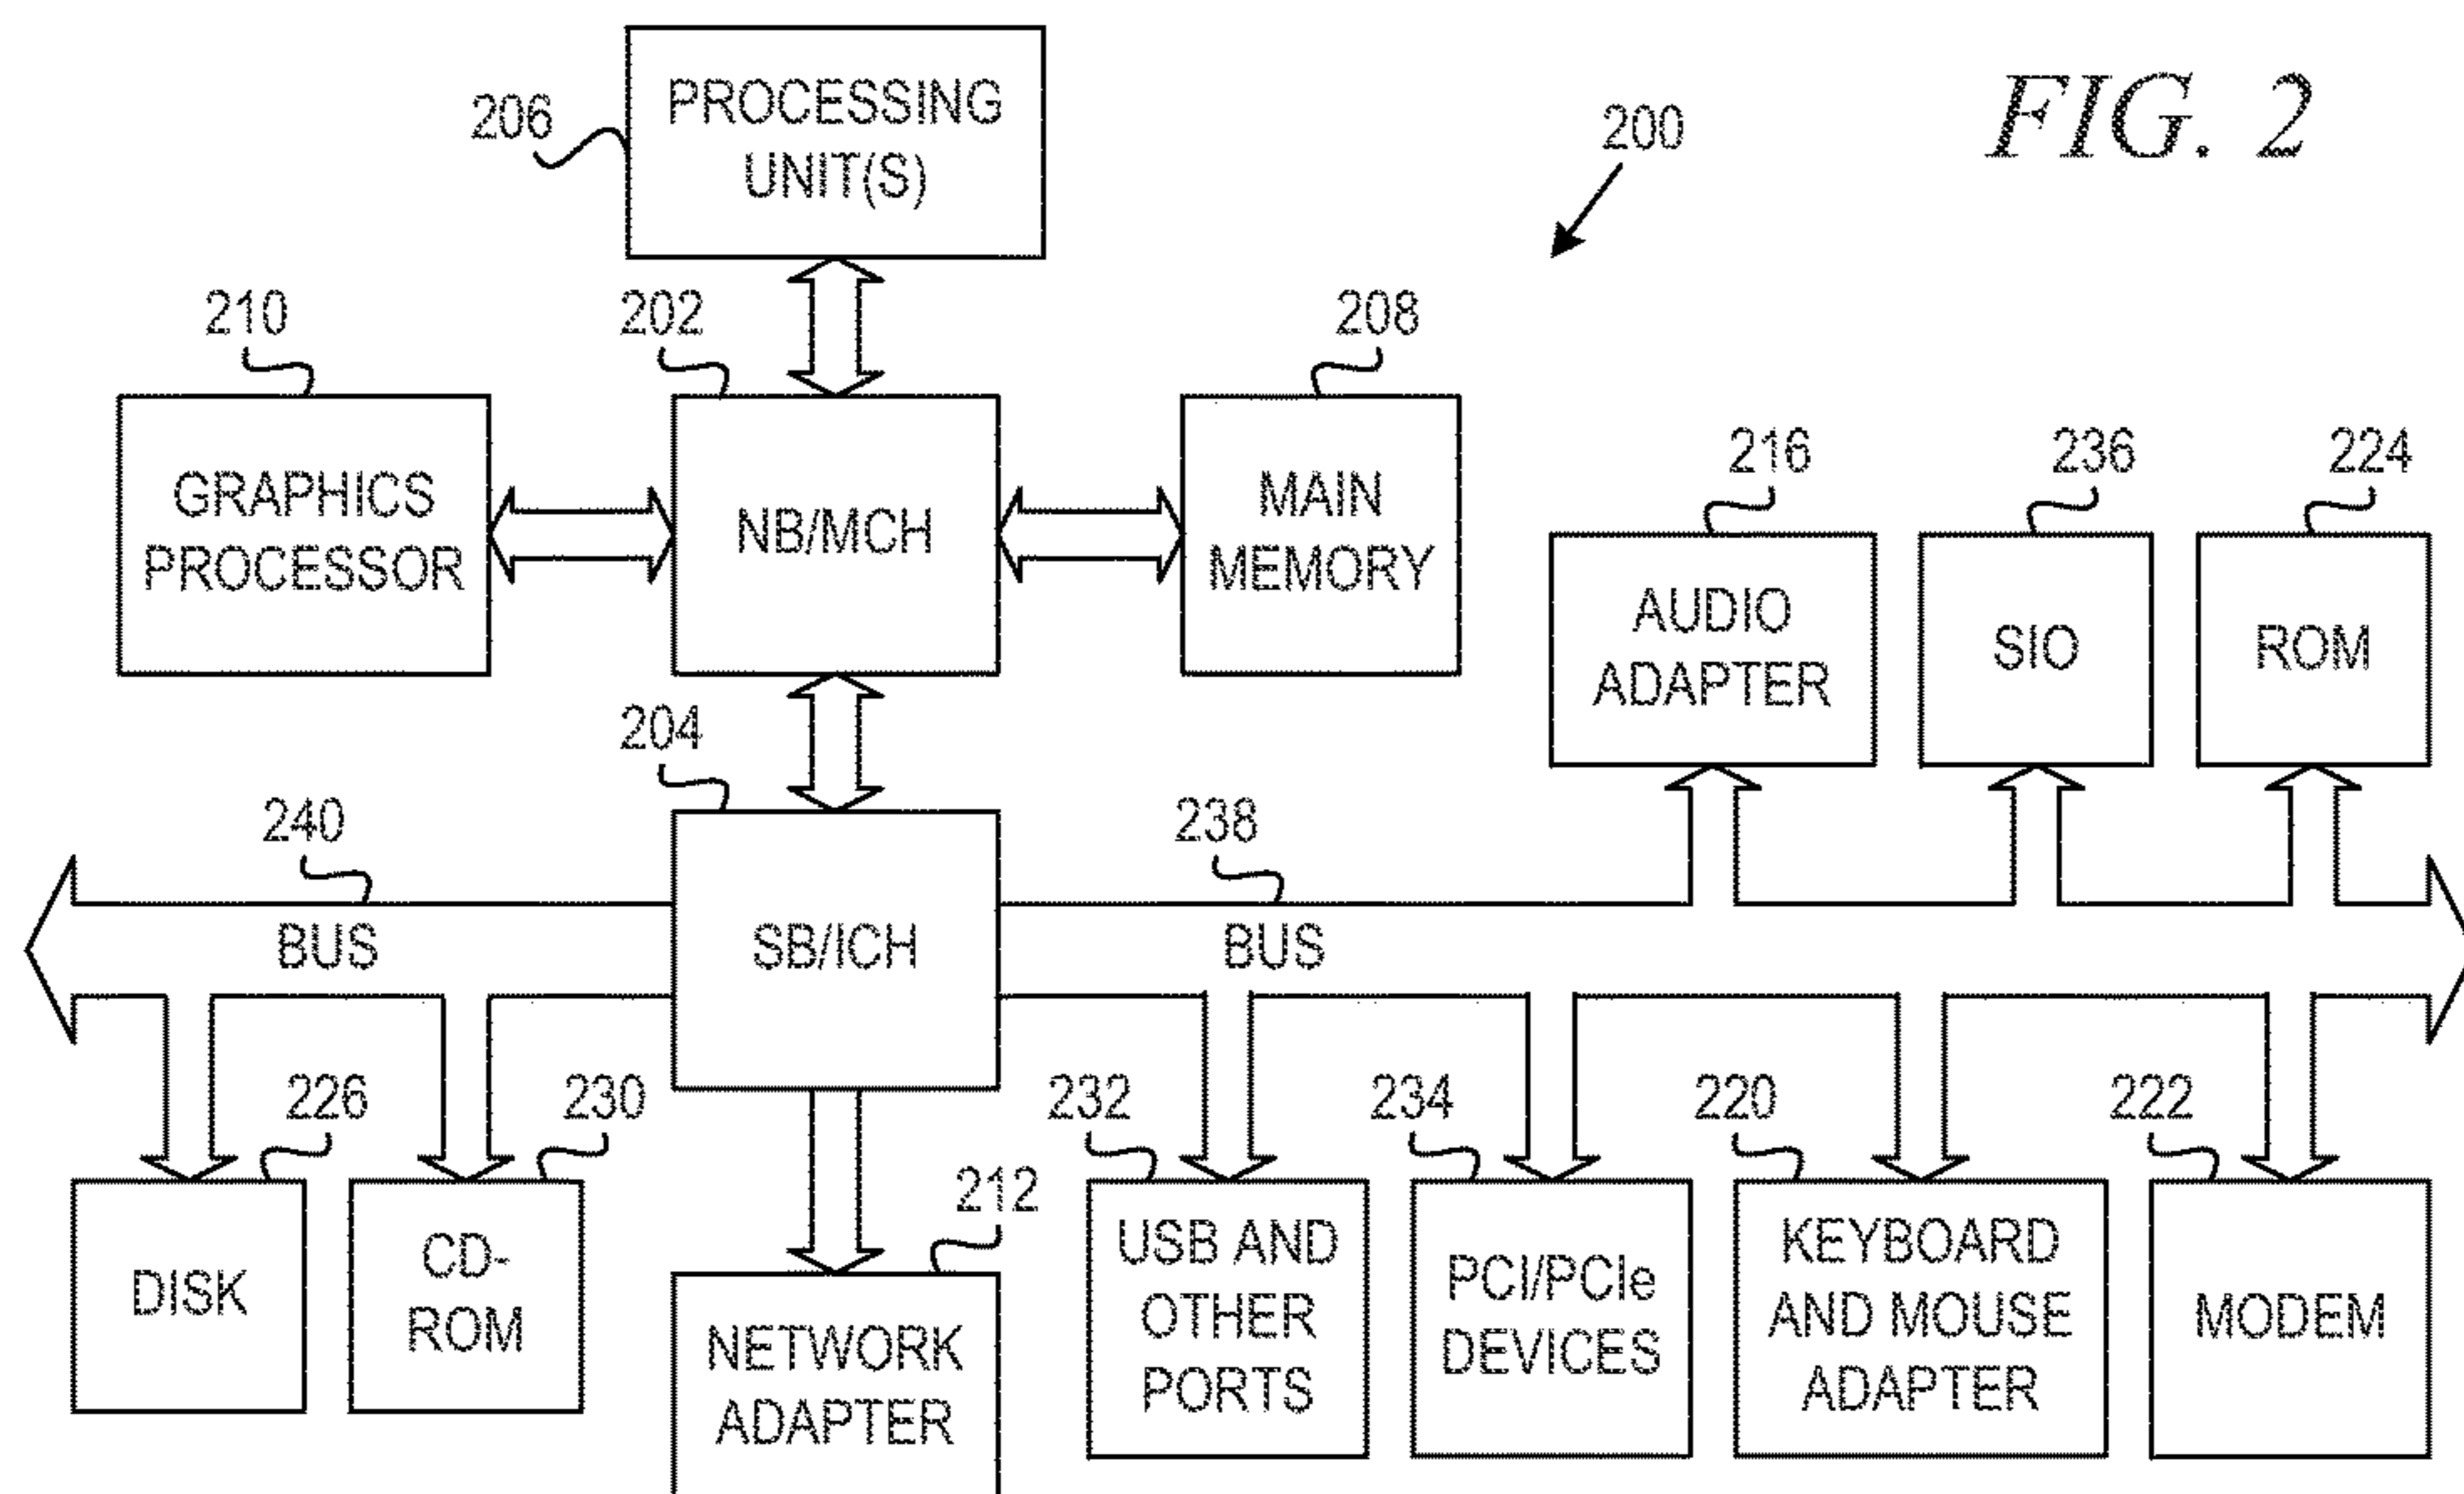 FIG. 2
200
206
PROCESSING
UNIT(S)
210
202
208
GRAPHICS
PROCESSOR
NB/MCH
MAIN
MEMORY
216
236
224
AUDIO
ADAPTER
SIO
ROM
204
240
238
BUS
SB/ICH
BUS
226
230
212
232
234
220
222
DISK
CD-
ROM
NETWORK
ADAPTER
USB AND
OTHER
PORTS
PCI/PCIe
DEVICES
KEYBOARD
AND MOUSE
ADAPTER
MODEM